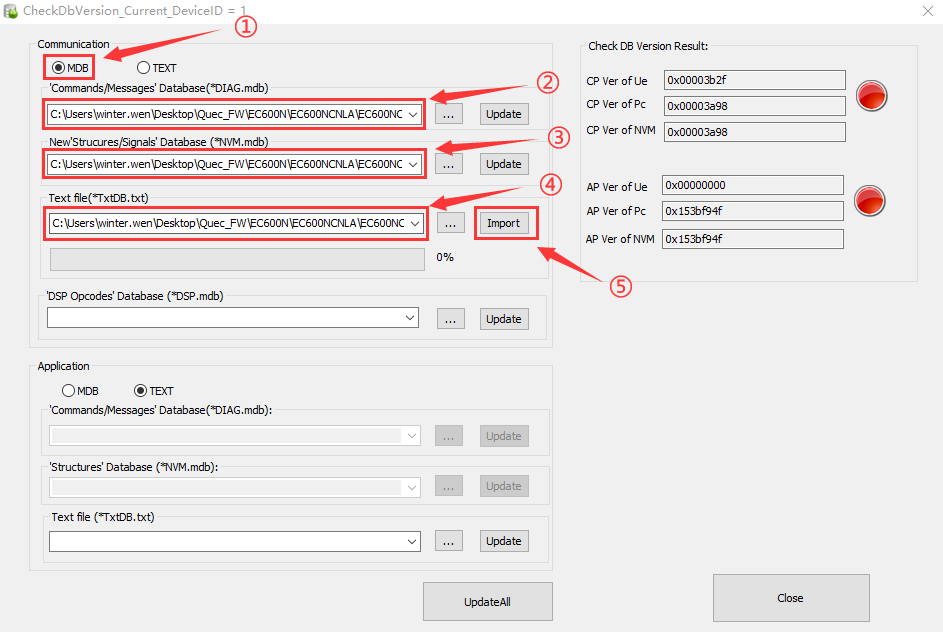 CheckDbVersion_Current_DeviceID = 1
①
Communication
MDB
TEXT
'Commands/Messages' Database(*DIAG.mdb)
②
C:\Users\winter.wen\Desktop\Quec_FW\EC600N\EC600NCNLA\EC600NC
...
Update
New'Strucures/Signals' Database (*NVM.mdb)
③
C:\Users\winter.wen\Desktop\Quec_FW\EC600N\EC600NCNLA\EC600NC
...
Update
Text file(*TxtDB.txt)
④
C:\Users\winter.wen\Desktop\Quec_FW\EC600N\EC600NCNLA\EC600NC
...
Import
0%
⑤
'DSP Opcodes' Database (*DSP.mdb)
...
Update
Application
MDB
TEXT
'Commands/Messages' Database(*DIAG.mdb):
...
Update
'Structures' Database (*NVM.mdb):
...
Update
Text file (*TxtDB.txt)
...
Update
UpdateAll
Check DB Version Result:
CP Ver of Ue
0x00003b2f
CP Ver of Pc
0x00003a98
CP Ver of NVM
0x00003a98
AP Ver of Ue
0x00000000
AP Ver of Pc
0x153bf94f
AP Ver of NVM
0x153bf94f
Close